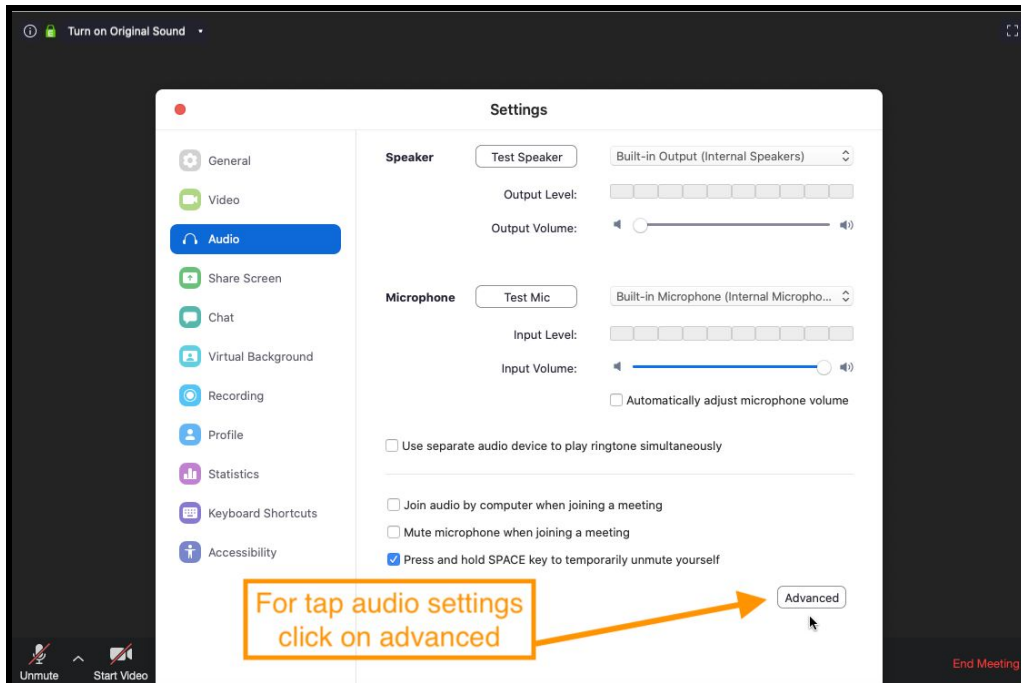 Turn on Original Sound
Settings
General
Video
Audio
Share Screen
Chat
Virtual Background
Recording
Profile
Statistics
Keyboard Shortcuts
Accessibility
Speaker
Test Speaker
Built-in Output (Internal Speakers)
Output Level:
Output Volume:
Microphone
Test Mic
Built-in Microphone (Internal Micropho...
Input Level:
Input Volume:
Automatically adjust microphone volume
Use separate audio device to play ringtone simultaneously
Join audio by computer when joining a meeting
Mute microphone when joining a meeting
Press and hold SPACE key to temporarily unmute yourself
Advanced
For tap audio settings
click on advanced
Unmute
Start Video
End Meeting